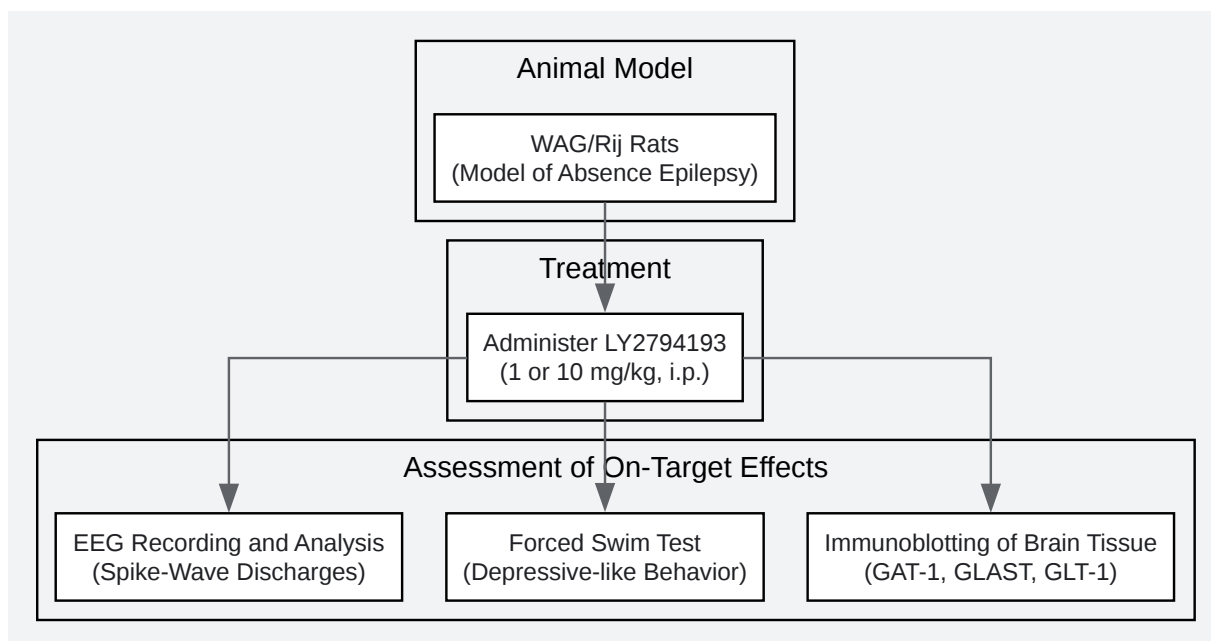 Animal Model
WAG/Rij Rats
(Model of Absence Epilepsy)
Treatment
Administer LY2794193
(1 or 10 mg/kg, i.p.)
Assessment of On-Target Effects
EEG Recording and Analysis
(Spike-Wave Discharges)
Forced Swim Test
(Depressive-like Behavior)
Immunoblotting of Brain Tissue
(GAT-1, GLAST, GLT-1)